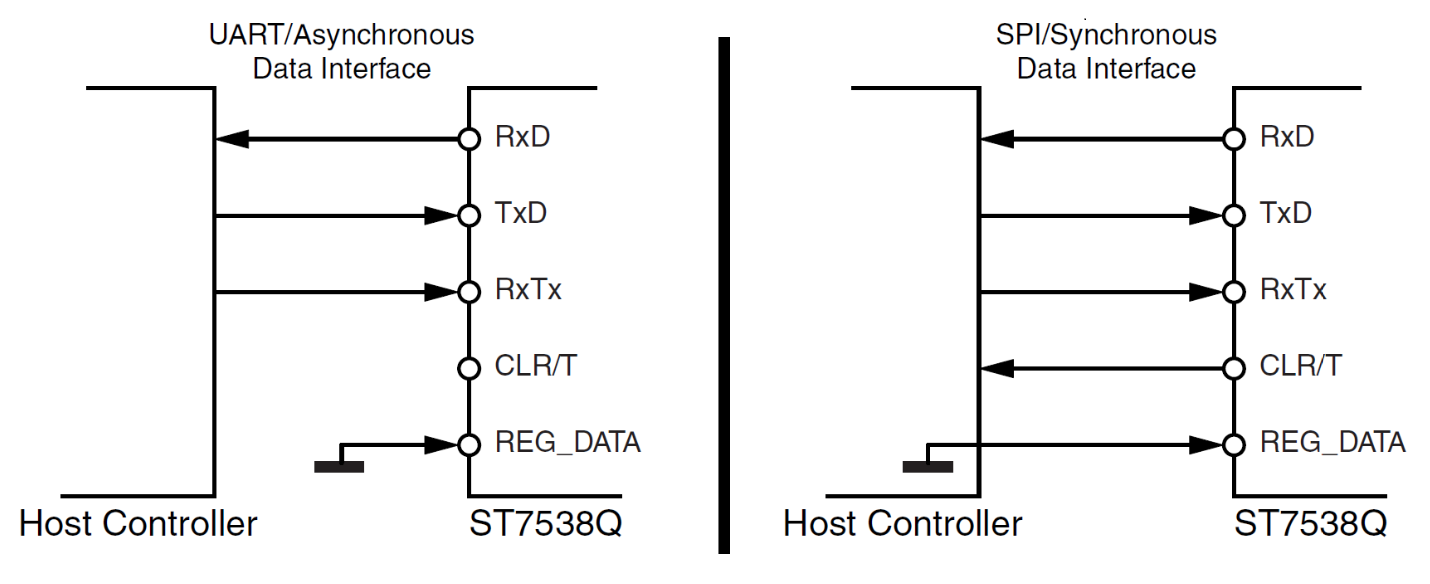 UART/Asynchronous
Data Interface
RxD
TxD
RxTx
CLR/T
REG_DATA
Host Controller
ST7538Q
SPI/Synchronous
Data Interface
RxD
TxD
RxTx
CLR/T
REG_DATA
Host Controller
ST7538Q